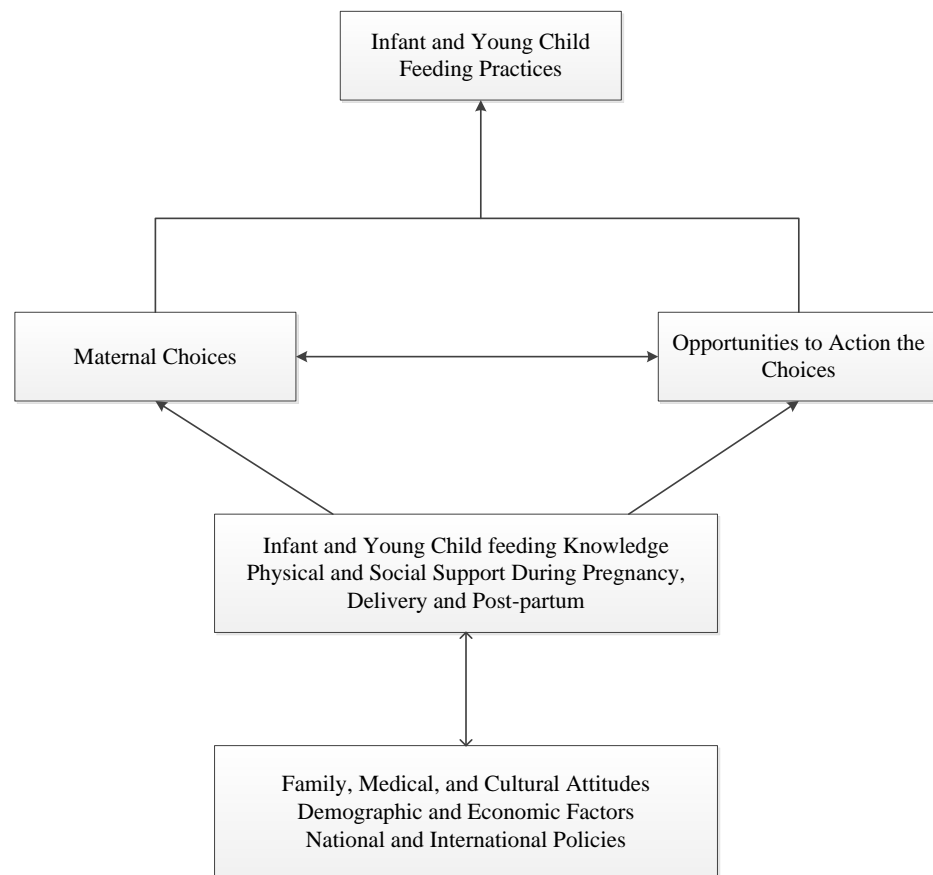 Infant and Young Child
Feeding Practices
Maternal Choices
Opportunities to Action the
Choices
Infant and Young Child feeding Knowledge
Physical and Social Support During Pregnancy,
Delivery and Post-partum
Family, Medical, and Cultural Attitudes
Demographic and Economic Factors
National and International Policies